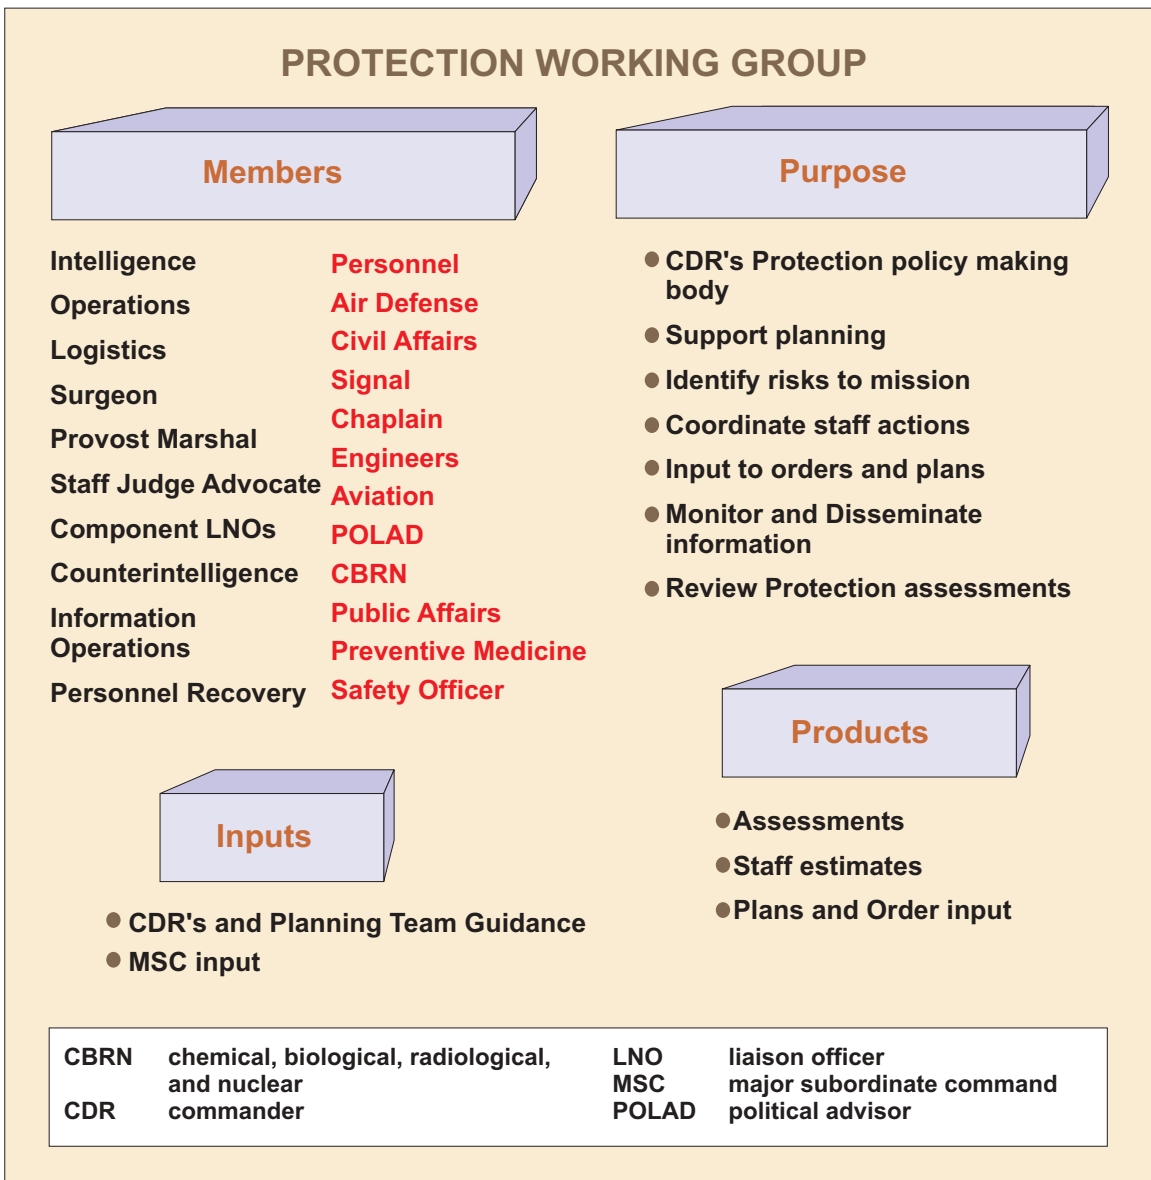 PROTECTION WORKING GROUP
Members
Intelligence
Operations
Logistics
Surgeon
Provost Marshal
Staff Judge Advocate
Component LNOs
Counterintelligence
Information
Operations
Personnel Recovery
Personnel
Air Defense
Civil Affairs
Signal
Chaplain
Engineers
Aviation
POLAD
CBRN
Public Affairs
Preventive Medicine
Safety Officer
Purpose
CDR's Protection policy making
body
Support planning
Identify risks to mission
Coordinate staff actions
Input to orders and plans
Monitor and Disseminate
information
Review Protection assessments
Inputs
CDR's and Planning Team Guidance
MSC input
Products
Assessments
Staff estimates
Plans and Order input
CBRN chemical, biological, radiological,
and nuclear
CDR commander
LNO liaison officer
MSC major subordinate command
POLAD political advisor